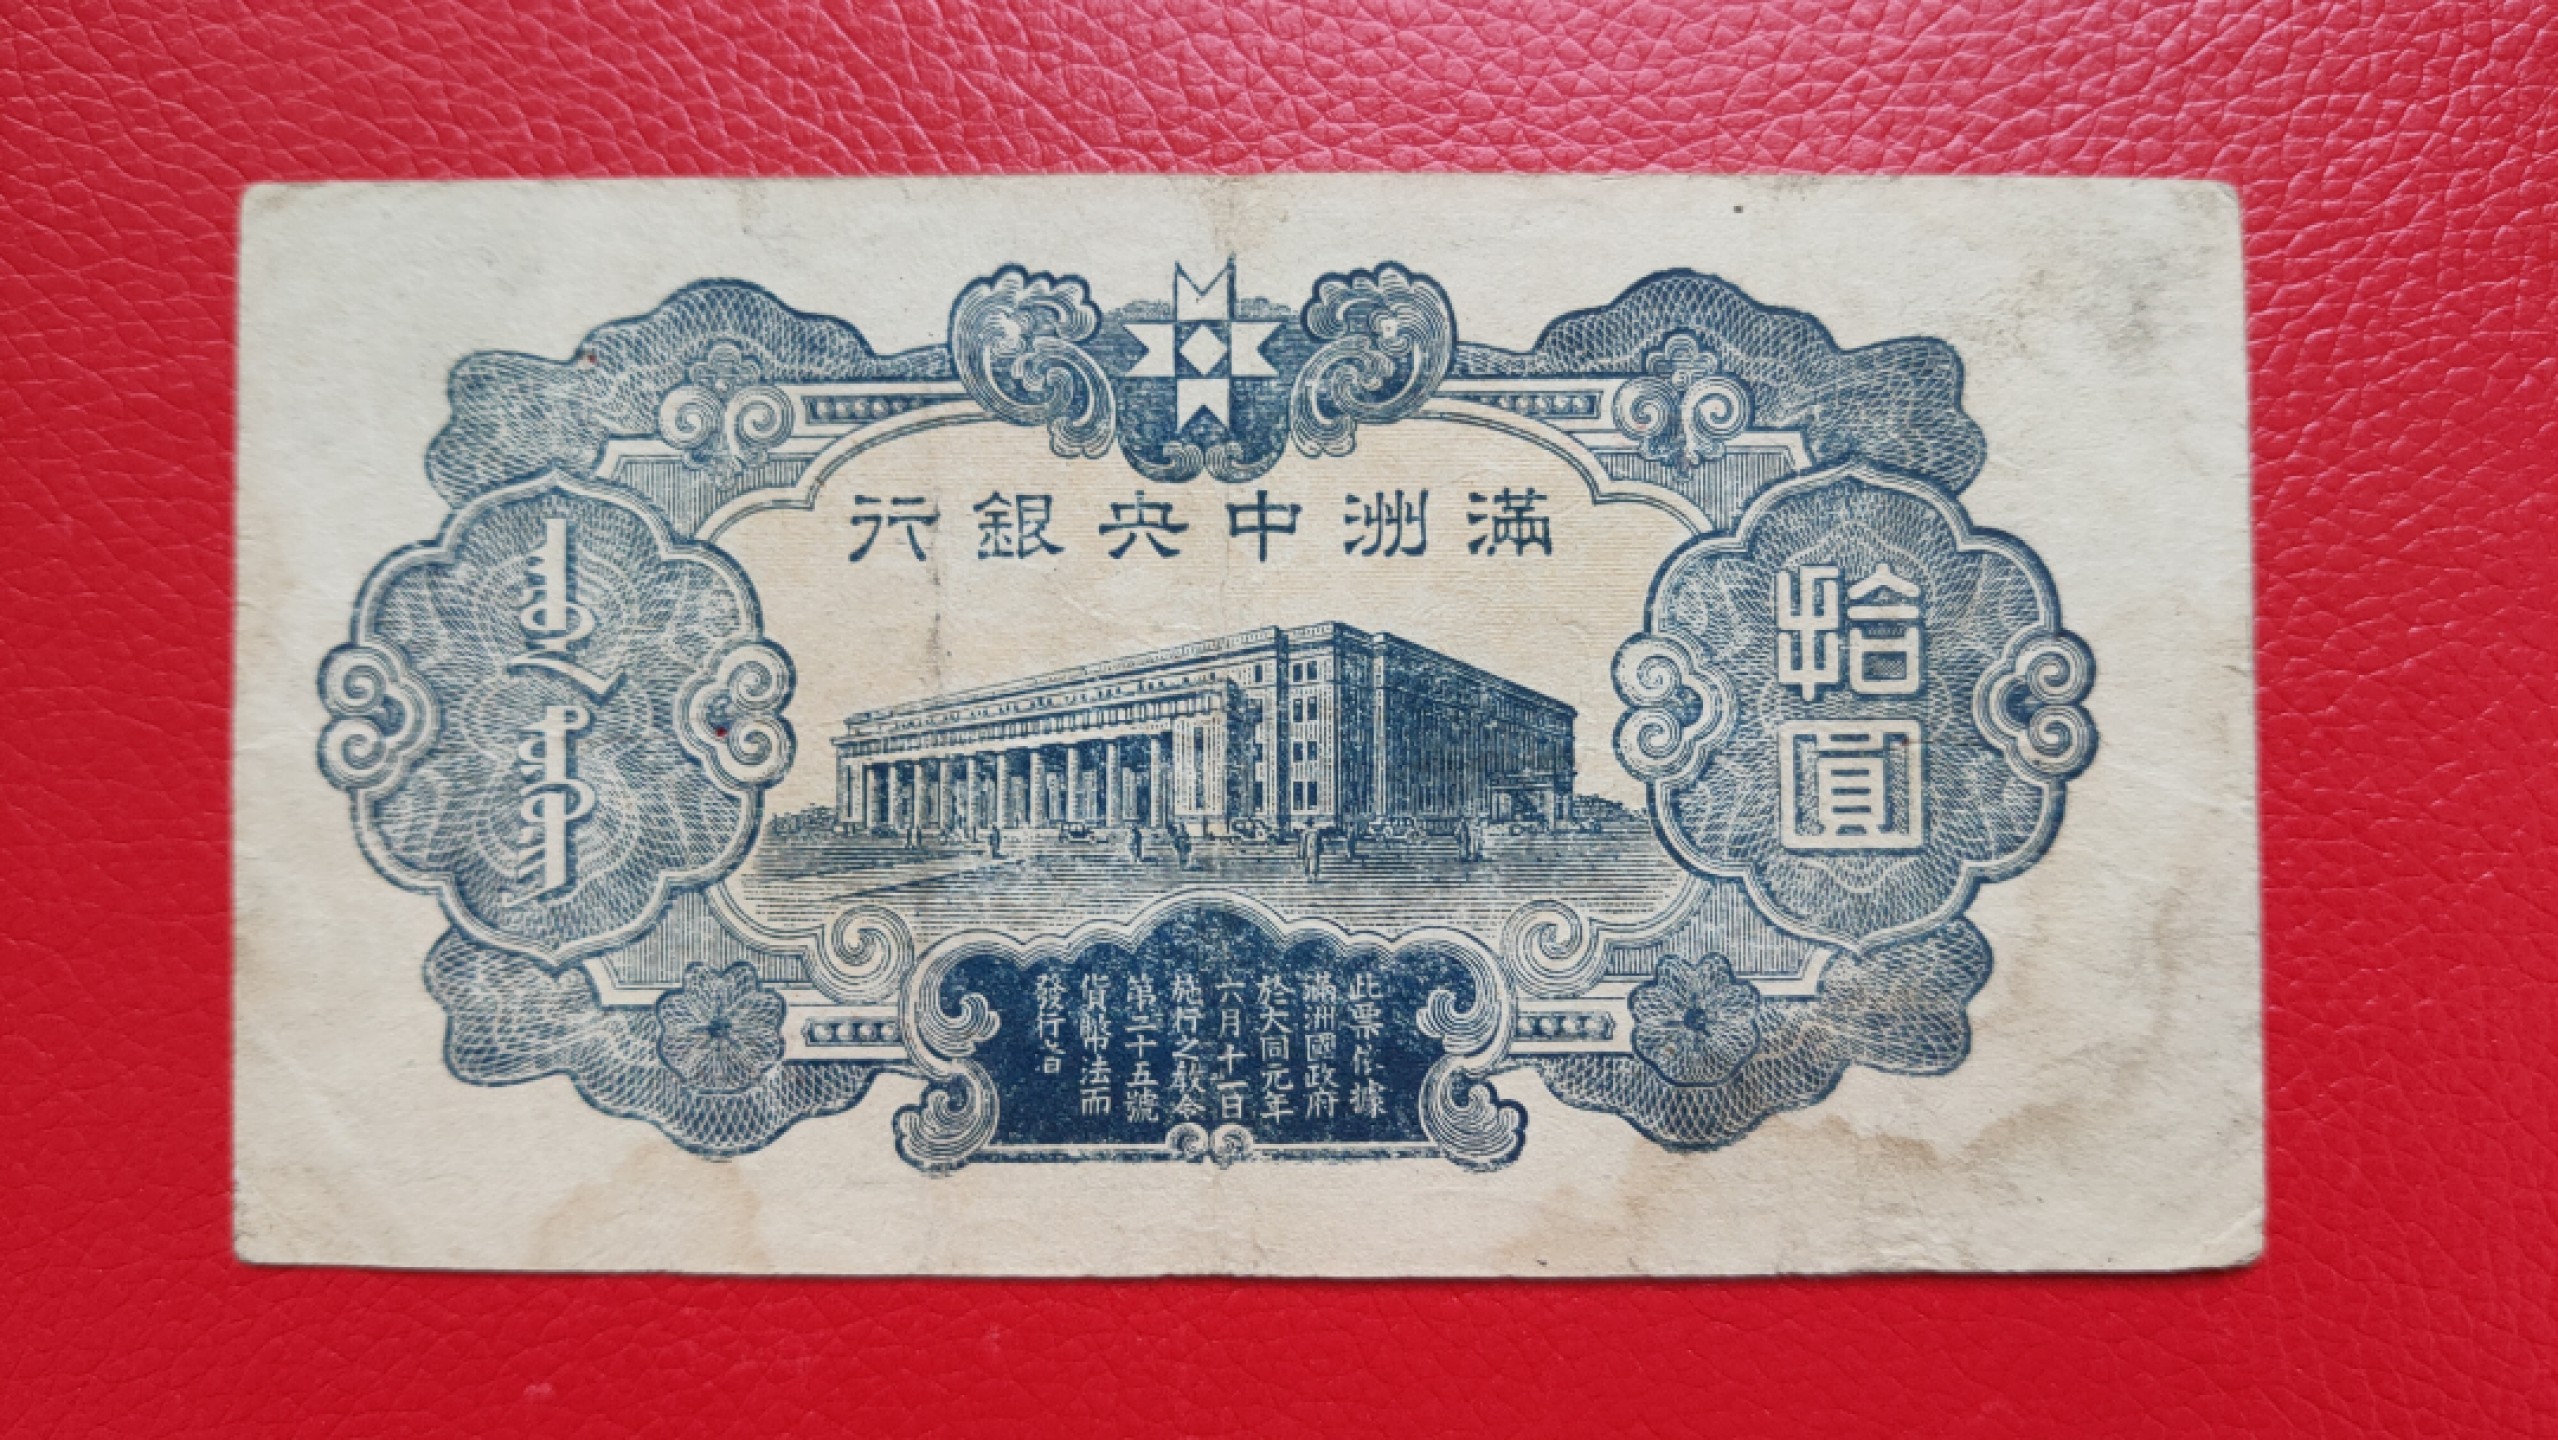 滿洲中央銀行
拾圓
此票依據
滿洲國政府
於大同元年
六月十一日
施行之敎令
第二十五號
貨幣法而
發行者